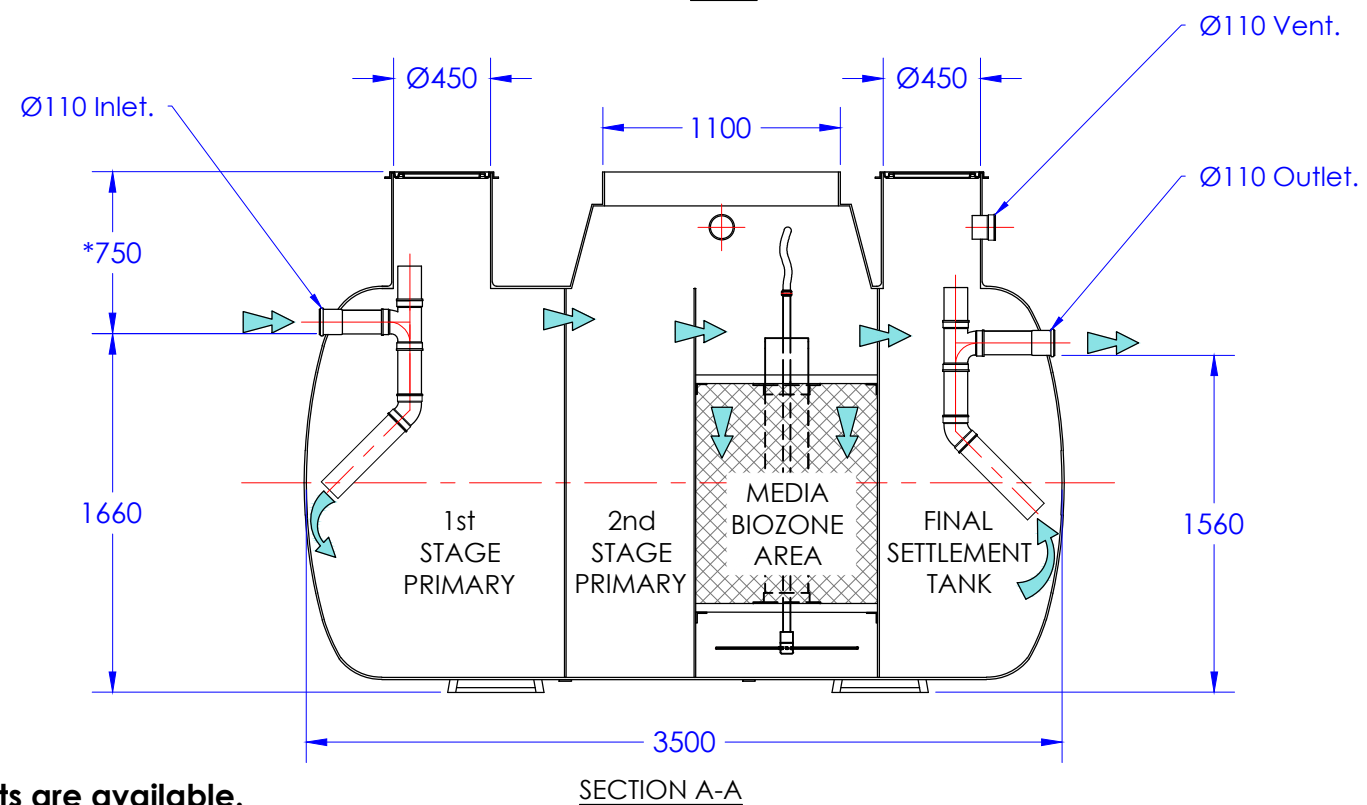 Ø110 Vent.
Ø450
Ø450
Ø110 Inlet.
1100
Ø110 Outlet.
*750
1660
1st
STAGE
PRIMARY
2nd
STAGE
PRIMARY
MEDIA
BIOZONE
AREA
FINAL
SETTLEMENT
TANK
1560
3500
SECTION A-A
ts are available.